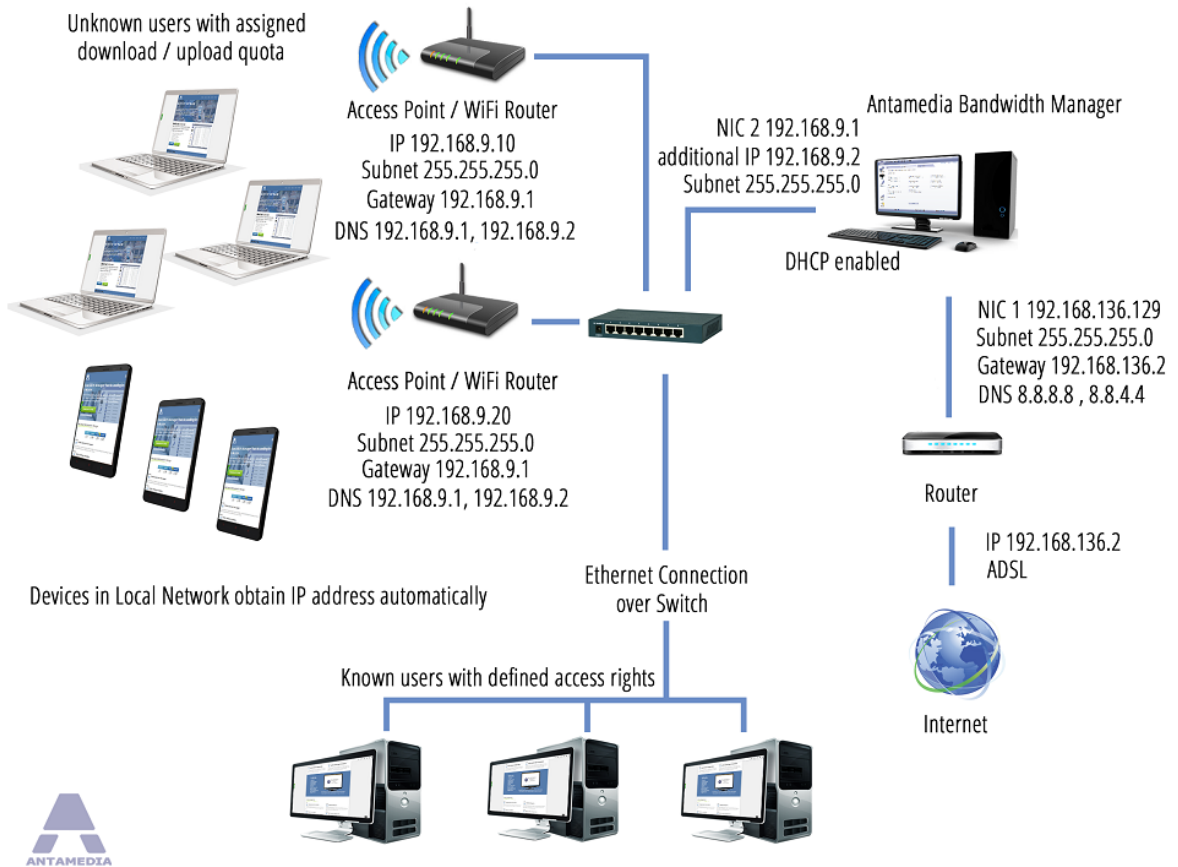 Unknown users with assigned
download / upload quota
Access Point / WiFi Router
IP 192.168.9.10
Subnet 255.255.255.0
Gateway 192.168.9.1
DNS 192.168.9.1, 192.168.9.2
Antamedia Bandwidth Manager
NIC 2 192.168.9.1
additional IP 192.168.9.2
Subnet 255.255.255.0
DHCP enabled
NIC 1 192.168.136.129
Subnet 255.255.255.0
Gateway 192.168.136.2
DNS 8.8.8.8 , 8.8.4.4
Access Point / WiFi Router
IP 192.168.9.20
Subnet 255.255.255.0
Gateway 192.168.9.1
DNS 192.168.9.1, 192.168.9.2
Router
IP 192.168.136.2
ADSL
Ethernet Connection
over Switch
Devices in Local Network obtain IP address automatically
Known users with defined access rights
Internet
ANTAMEDIA